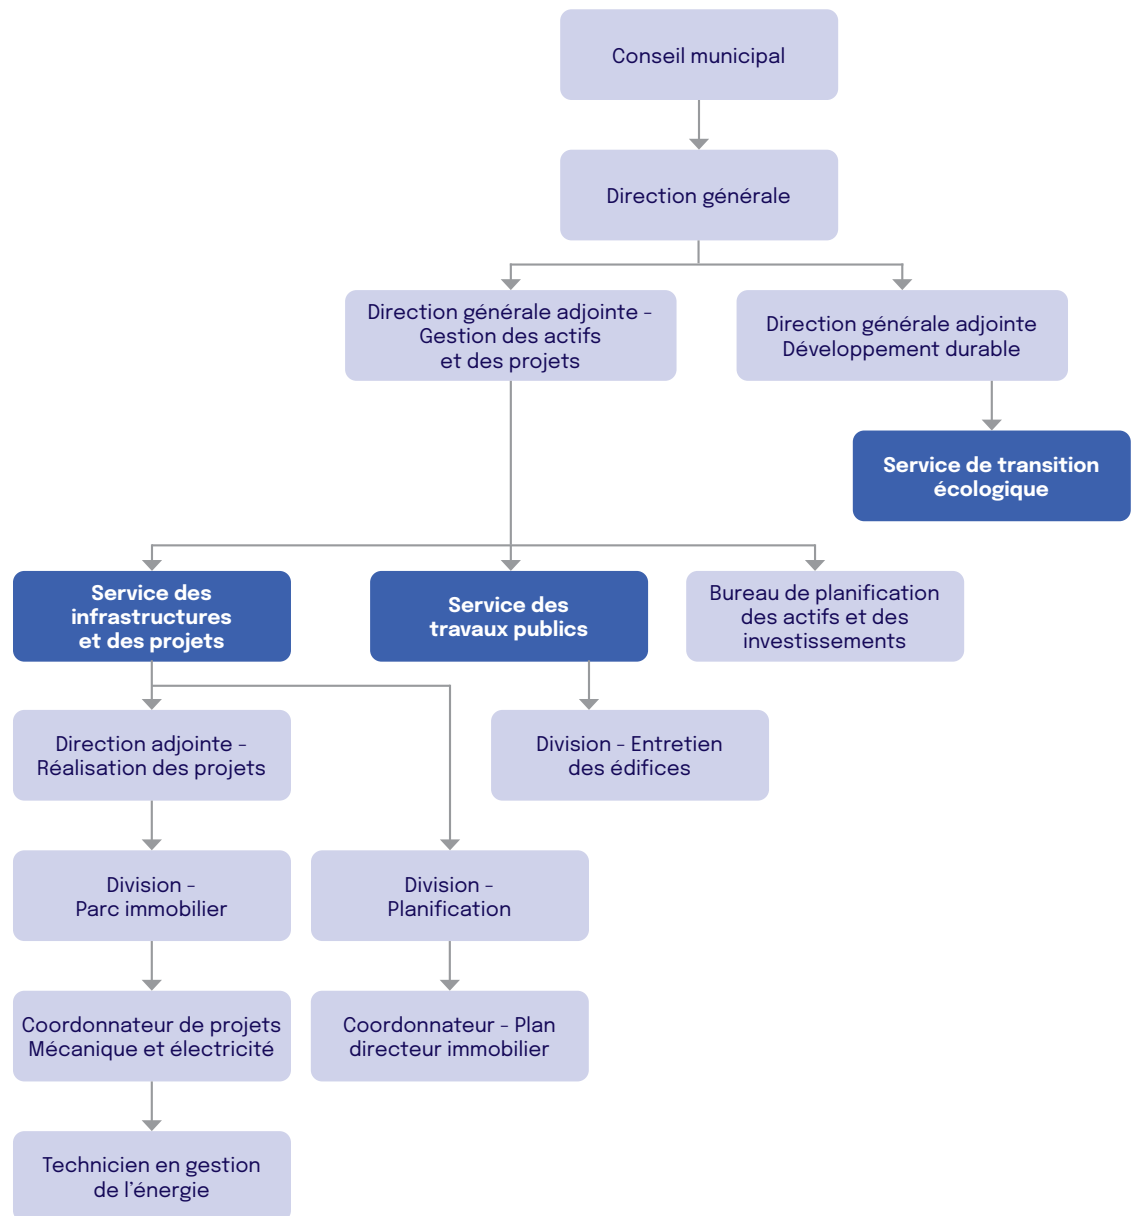 Conseil municipal
Direction générale
Direction générale adjointe –
Gestion des actifs
et des projets
Direction générale adjointe
Développement durable
Service de transition
écologique
Service des
infrastructures
et des projets
Service des
travaux publics
Bureau de planification
des actifs et des
investissements
Direction adjointe –
Réalisation des projets
Division – Entretien
des édifices
Division –
Parc immobilier
Division –
Planification
Coordonnateur de projets
Mécanique et électricité
Coordonnateur – Plan
directeur immobilier
Technicien en gestion
de l’énergie